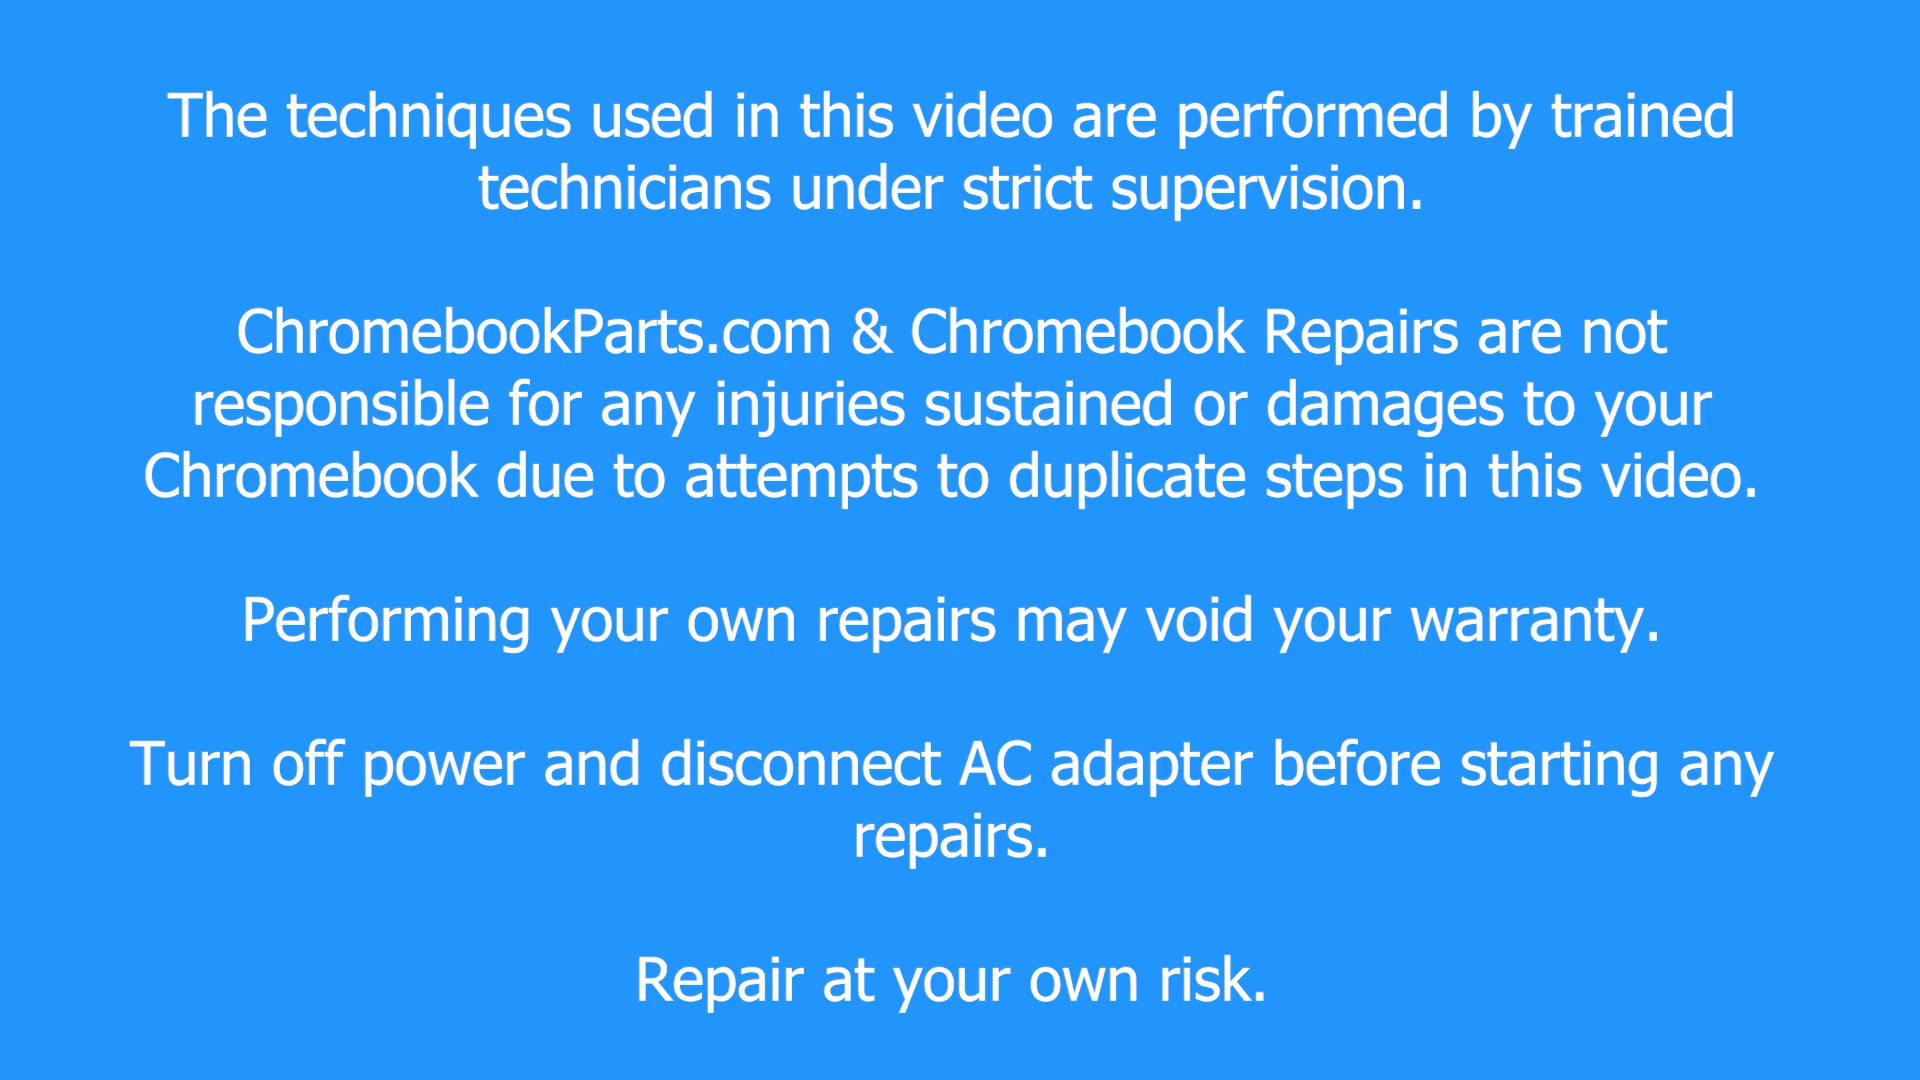 The techniques used in this video are performed by trained
technicians under strict supervision.
ChromebookParts.com & Chromebook Repairs are not
responsible for any injuries sustained or damages to your
Chromebook due to attempts to duplicate steps in this video.
Performing your own repairs may void your warranty.
Turn off power and disconnect AC adapter before starting any
repairs.
Repair at your own risk.